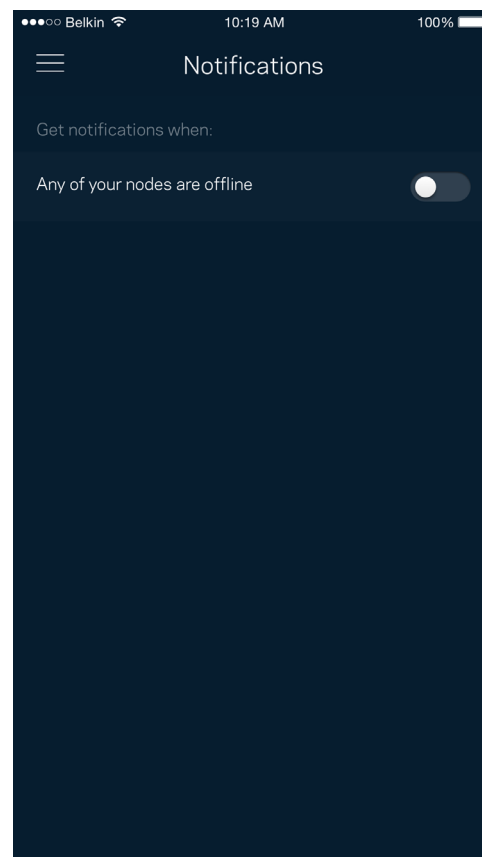 Belkin 10:19 AM 100%
Notifications
Get notifications when:
Any of your nodes are offline